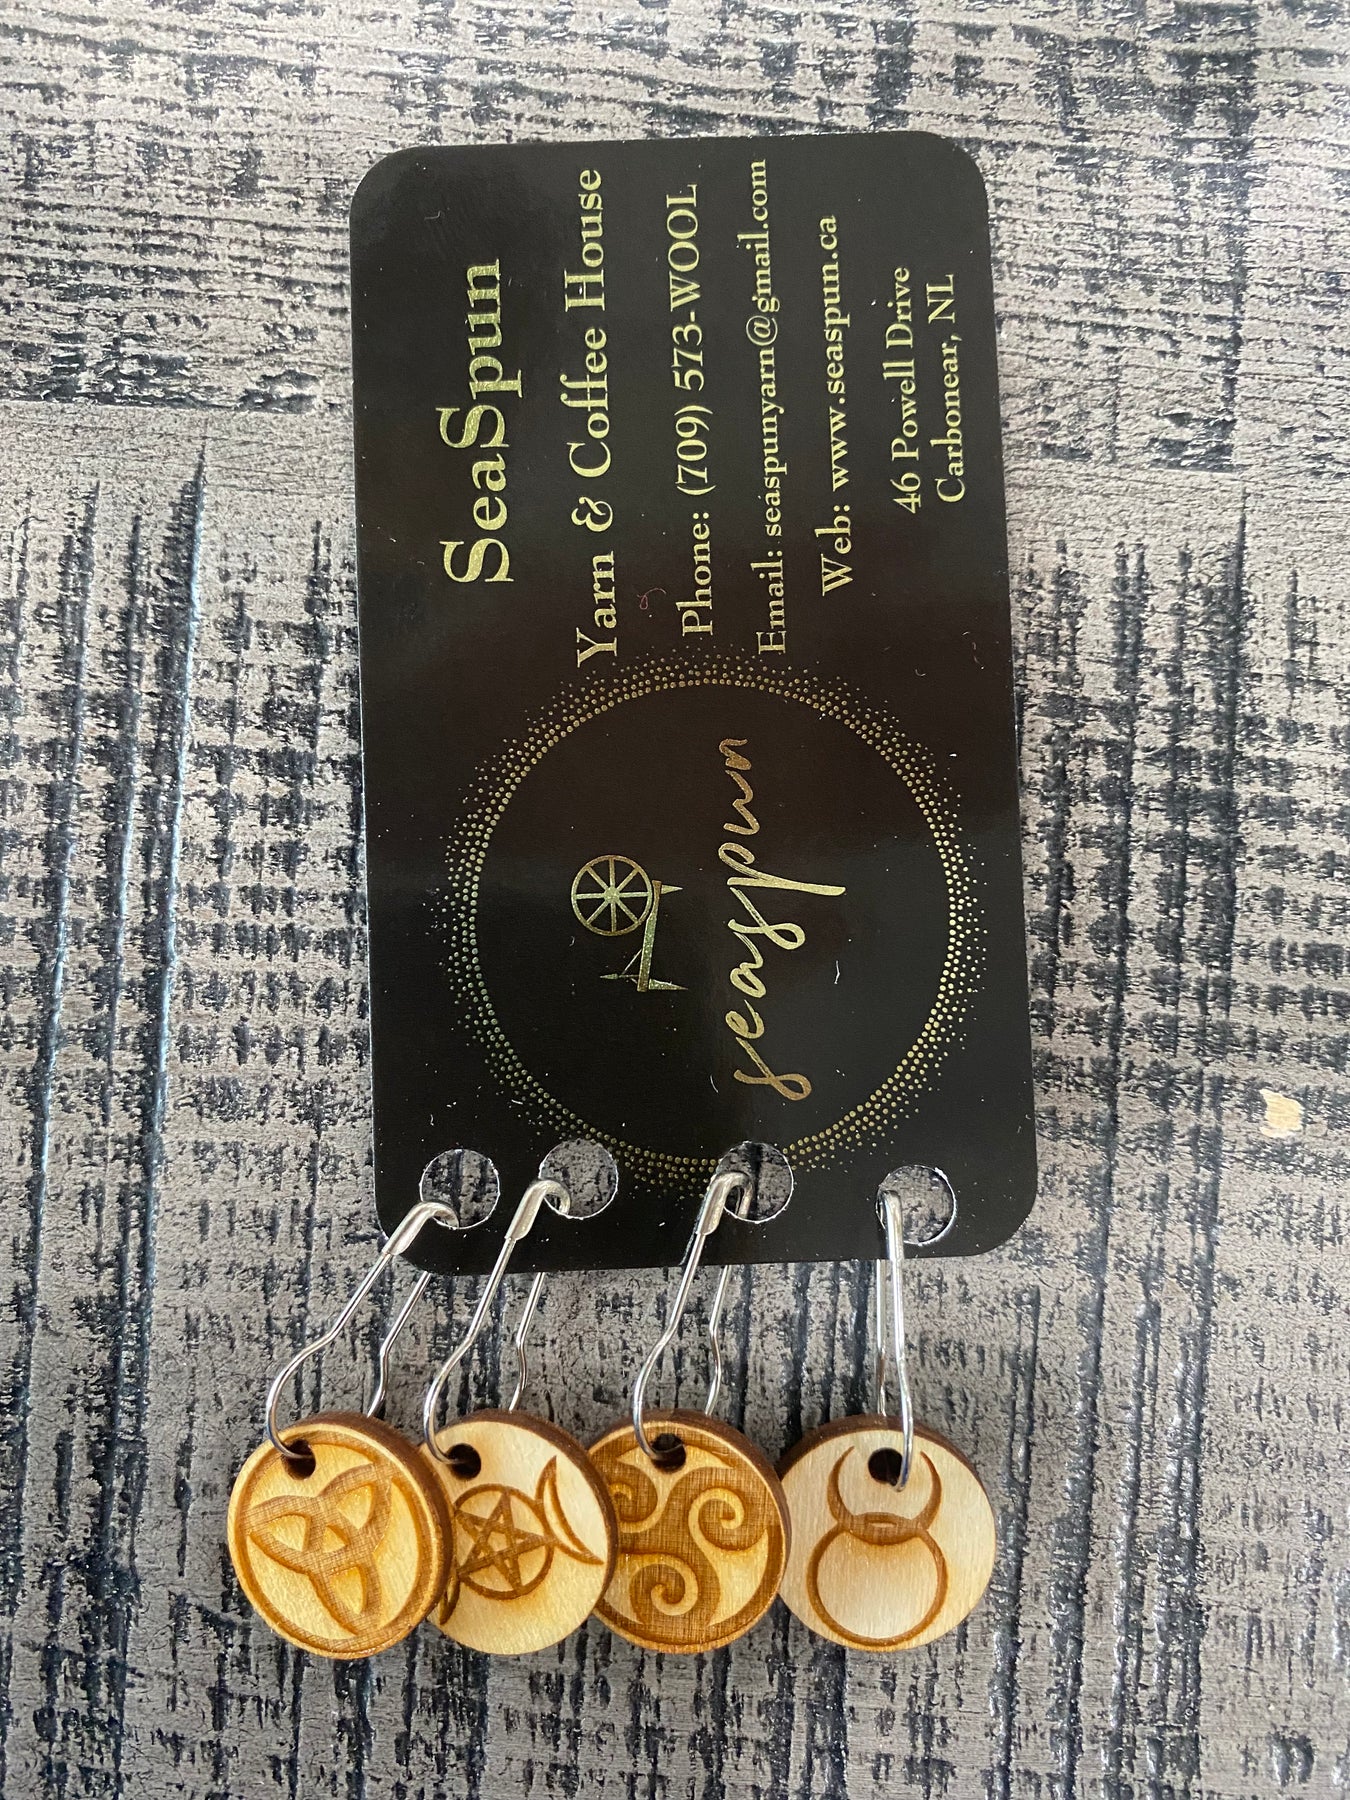 SeaSpun
Yarn & Coffee House
Phone: (709) 573-WOOL
Email: seaspunyarn@gmail.com
Web: www.seaspun.ca
46 Powell Drive
Carbonear, NL
seaspun